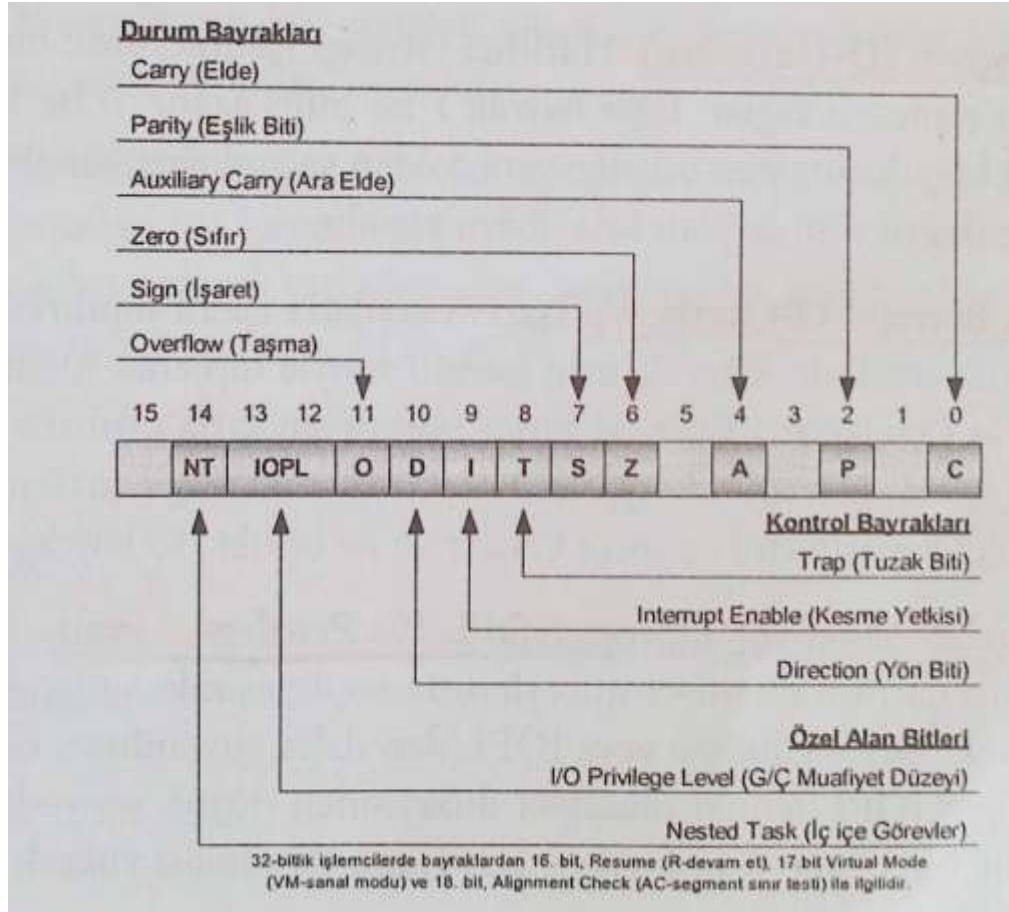 Durum Bayrakları
Carry (Elde)
Parity (Eşlik Biti)
Auxiliary Carry (Ara Elde)
Zero (Sıfır)
Sign (İşaret)
Overflow (Taşma)
15 14 13 12 11 10 9 8 7 6 5 4 3 2 1 0
NT IOPL O D I T S Z A P C
Kontrol Bayrakları
Trap (Tuzak Biti)
Interrupt Enable (Kesme Yetkisi)
Direction (Yön Biti)
Özel Alan Bitleri
I/O Privilege Level (G/Ç Muafiyet Düzeyi)
Nested Task (İç içe Görevler)
32-bitlik işlemcilerde bayraklardan 16. bit, Resume (R-devam et), 17.bit Virtual Mode
(VM-sanal modu) ve 18. bit, Alignment Check (AC-segment sınır testi) ile ilgilidir.